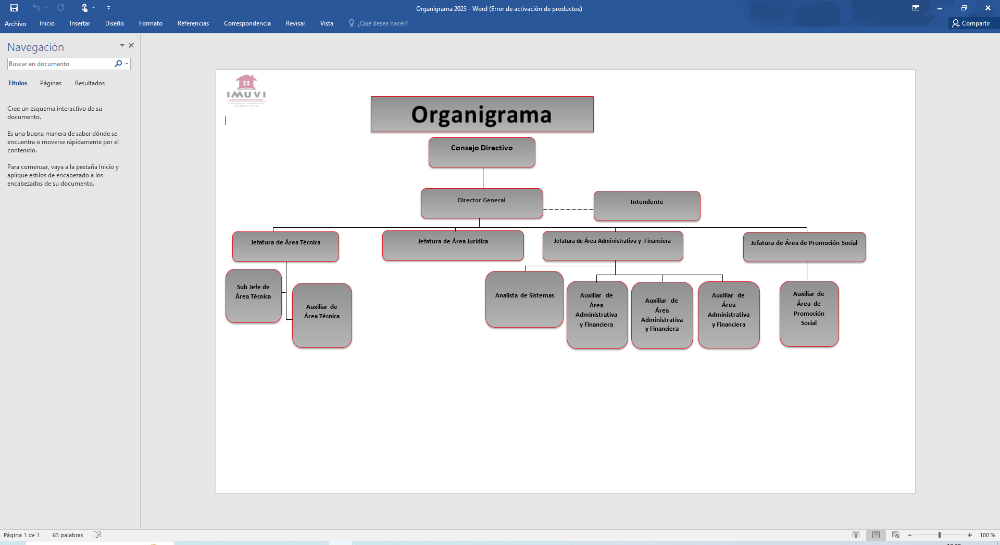 Organigrama 2023 - Word (Error de activación de productos)
Archivo
Inicio
Insertar
Diseño
Formato
Referencias
Correspondencia
Revisar
Vista
¿Qué desea hacer?
Compartir
Navegación
Buscar en documento
Títulos
Páginas
Resultados
Cree un esquema interactivo de su
documento.
Es una buena manera de saber dónde se
encuentra o moverse rápidamente por el
contenido.
Para comenzar, vaya a la pestaña Inicio y
aplique estilos de encabezado a los
encabezados de su documento.
IMUVI
INSTITUTO MUNICIPAL DE VIVIENDA
GUANAJUATO
Organigrama
Consejo Directivo
Director General
Intendente
Jefatura de Área Técnica
Jefatura de Área Jurídica
Jefatura de Área Administrativa y Financiera
Jefatura de Área de Promoción Social
Sub Jefe de
Área Técnica
Auxiliar de
Área Técnica
Analista de Sistemas
Auxiliar de
Área
Administrativa
y Financiera
Auxiliar de
Área
Administrativa
y Financiera
Auxiliar de
Área
Administrativa
y Financiera
Auxiliar de
Área de
Promoción
Social
Página 1 de 1
63 palabras
100 %